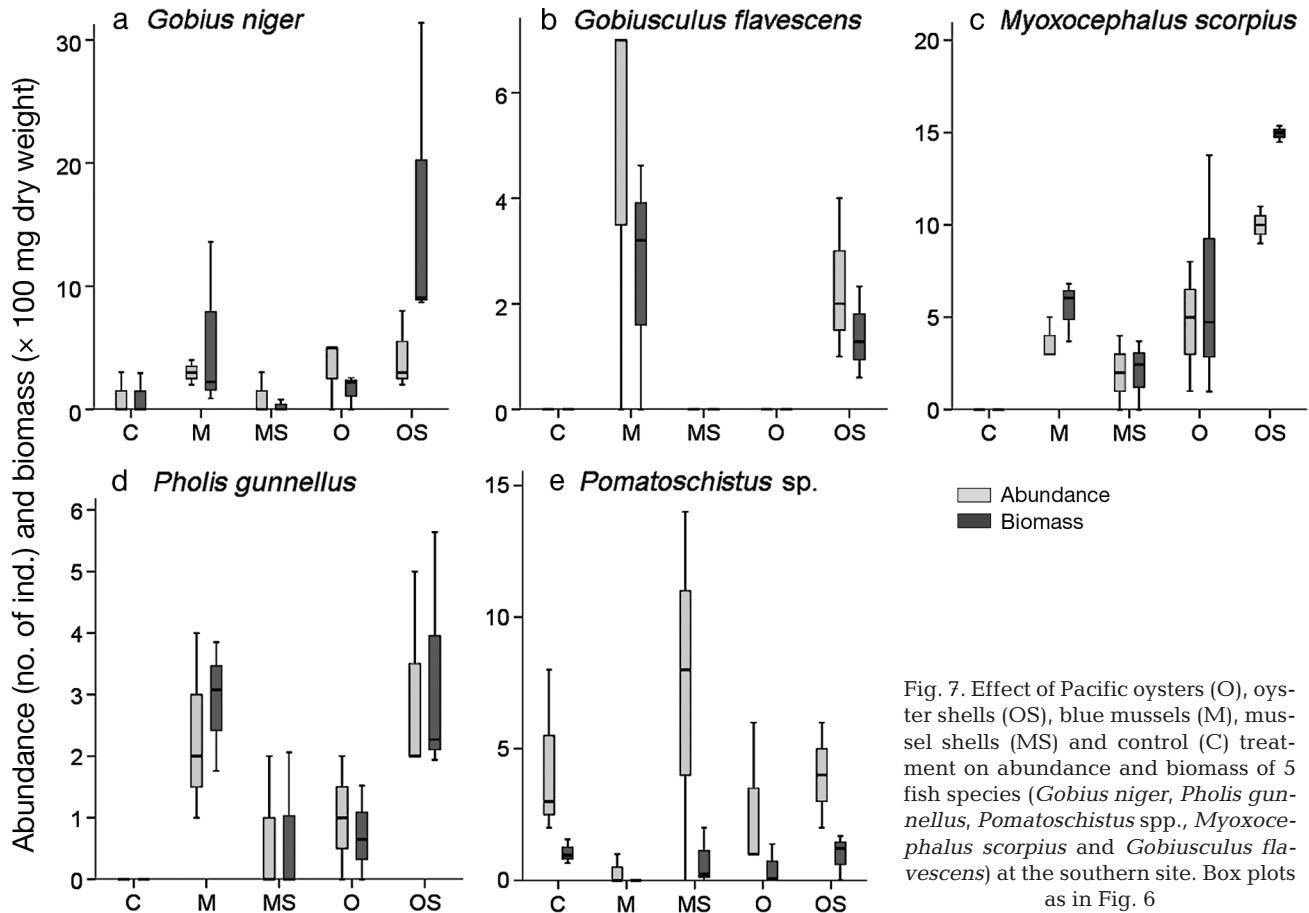 Abundance (no. of ind.) and biomass (× 100 mg dry weight)
a Gobius niger
30
20
10
0
C M MS O OS
b Gobiusculus flavescens
6
4
2
0
C M MS O OS
c Myoxocephalus scorpius
20
15
10
5
0
C M MS O OS
d Pholis gunnellus
6
5
4
3
2
1
0
C M MS O OS
e Pomatoschistus sp.
15
10
5
0
C M MS O OS
Abundance
Biomass
Fig. 7. Effect of Pacific oysters (O), oys-
ter shells (OS), blue mussels (M), mus-
sel shells (MS) and control (C) treat-
ment on abundance and biomass of 5
fish species (Gobius niger, Pholis gun-
nellus, Pomatoschistus spp., Myoxoce-
phalus scorpius and Gobiusculus fla-
vescens) at the southern site. Box plots
as in Fig. 6